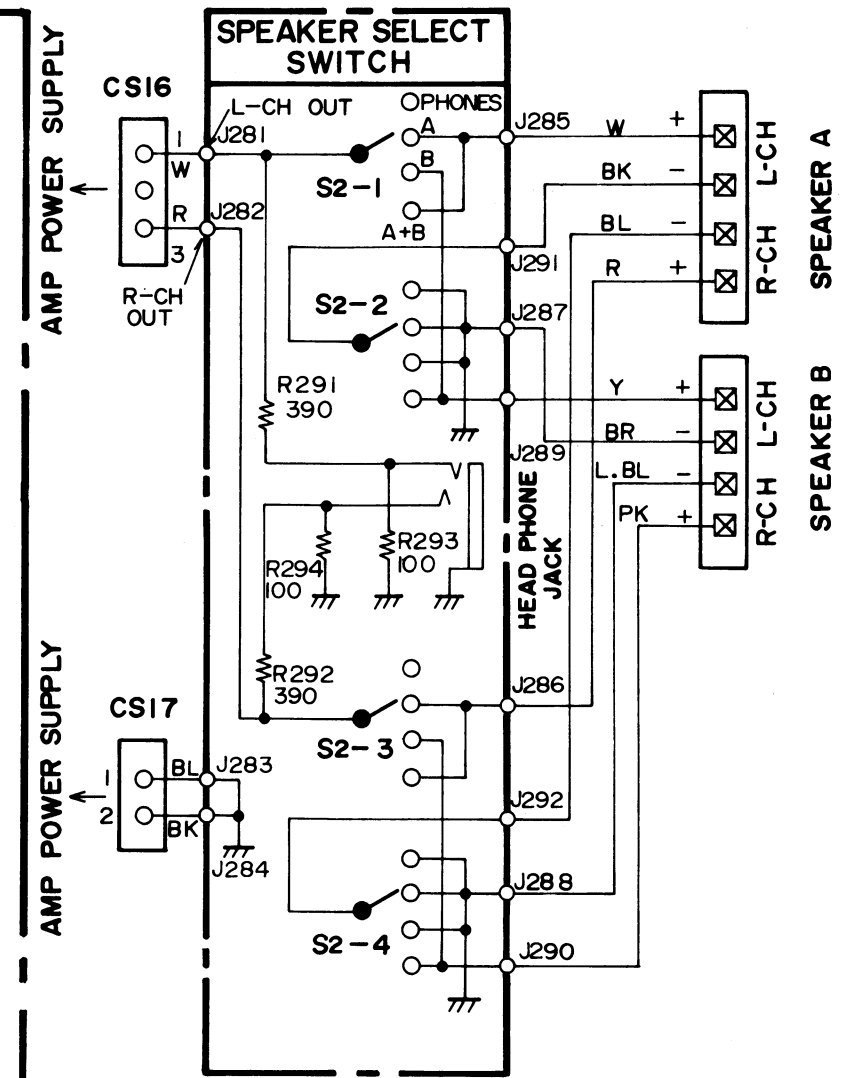 SPEAKER SELECT
SWITCH
AMP POWER SUPPLY
CS16
L-CH OUT
PHONES
1
J281
A
J285
W
+
W
B
S2-1
BK
-
L-CH
R
J282
A+B
BL
-
3
J291
R
+
R-CH
SPEAKER A
R-CH
OUT
S2-2
J287
R291
390
Y
+
BR
-
L-CH
J289
L.BL
-
PK
+
R-CH
SPEAKER B
HEAD PHONE
JACK
R293
100
R294
100
R292
390
J286
AMP POWER SUPPLY
CS17
S2-3
1
BL
J283
2
BK
J292
J284
J288
S2-4
J290